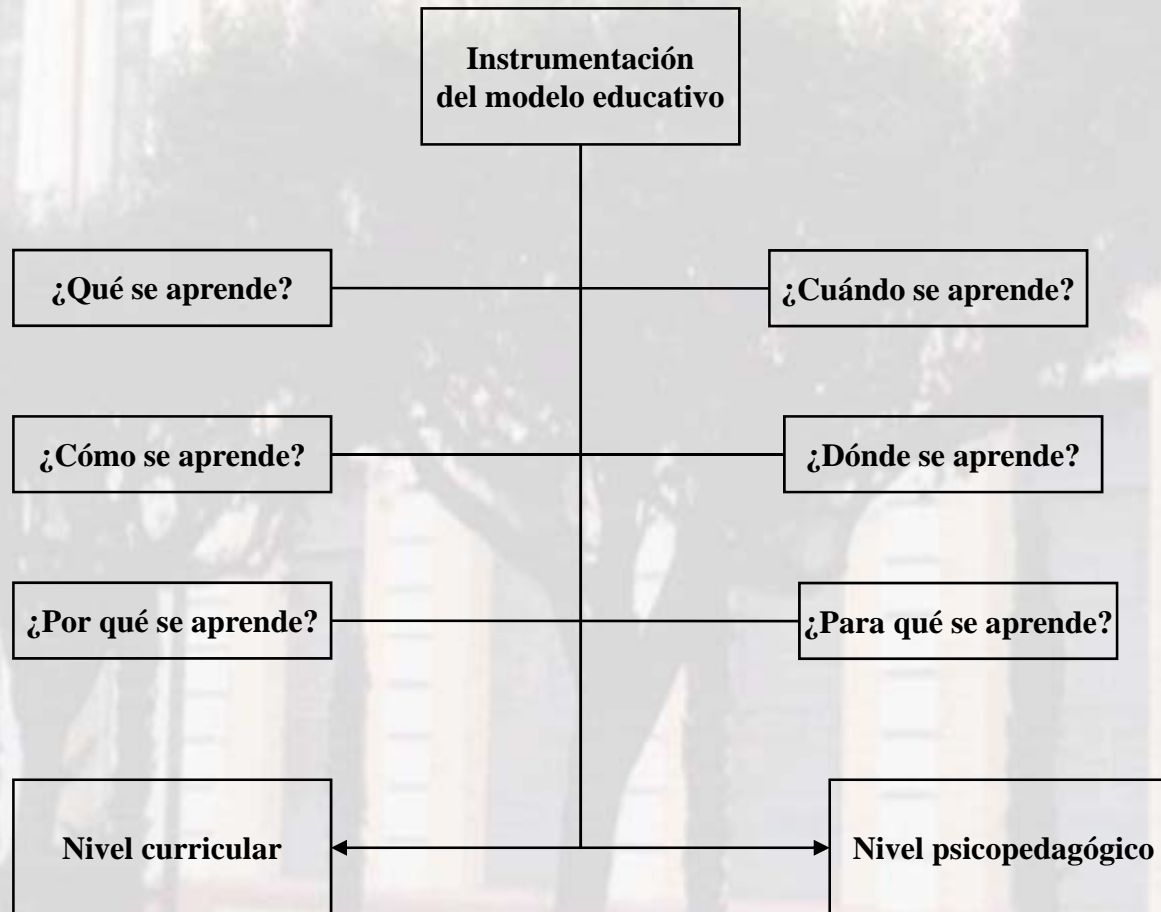 Instrumentación
del modelo educativo
¿Qué se aprende?
¿Cuándo se aprende?
¿Cómo se aprende?
¿Dónde se aprende?
¿Por qué se aprende?
¿Para qué se aprende?
Nivel curricular
Nivel psicopedagógico